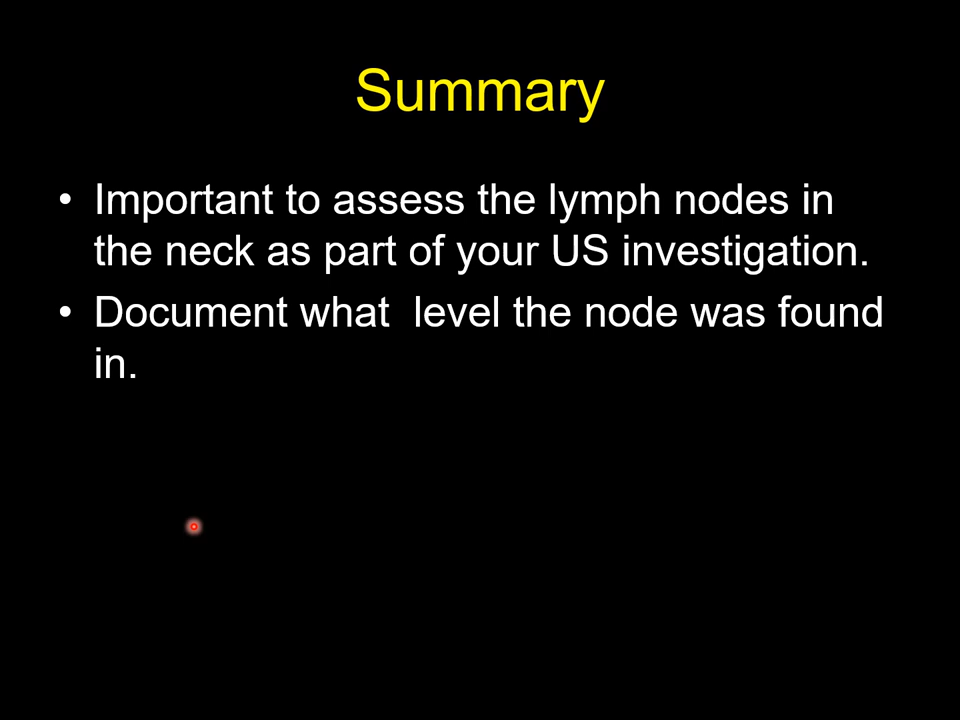 Summary
• Important to assess the lymph nodes in
the neck as part of your US investigation.
• Document what  level the node was found
in.